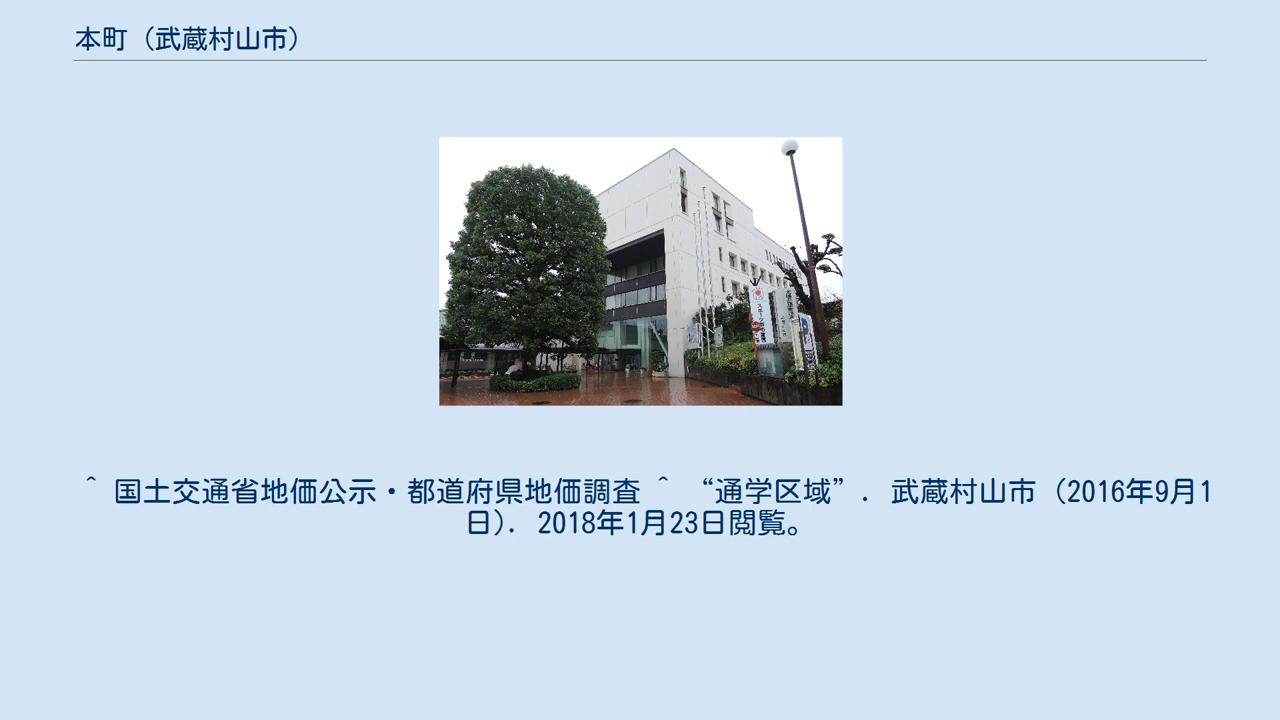 本町（武蔵村山市）
^ 国土交通省地価公示・都道府県地価調査 ^ “通学区域”. 武蔵村山市 (2016年9月1
日). 2018年1月23日閲覧。